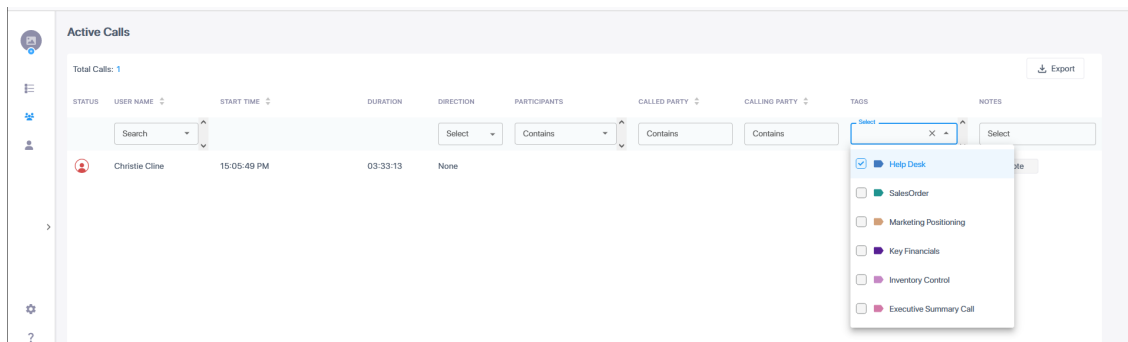 Active Calls
Total Calls: 1
Export
STATUS USER NAME START TIME DURATION DIRECTION PARTICIPANTS CALLED PARTY CALLING PARTY TAGS NOTES
Search Select Contains Contains Contains Select Select
Christie Cline 15:05:49 PM 03:33:13 None
Help Desk
SalesOrder
Marketing Positioning
Key Financials
Inventory Control
Executive Summary Call
?